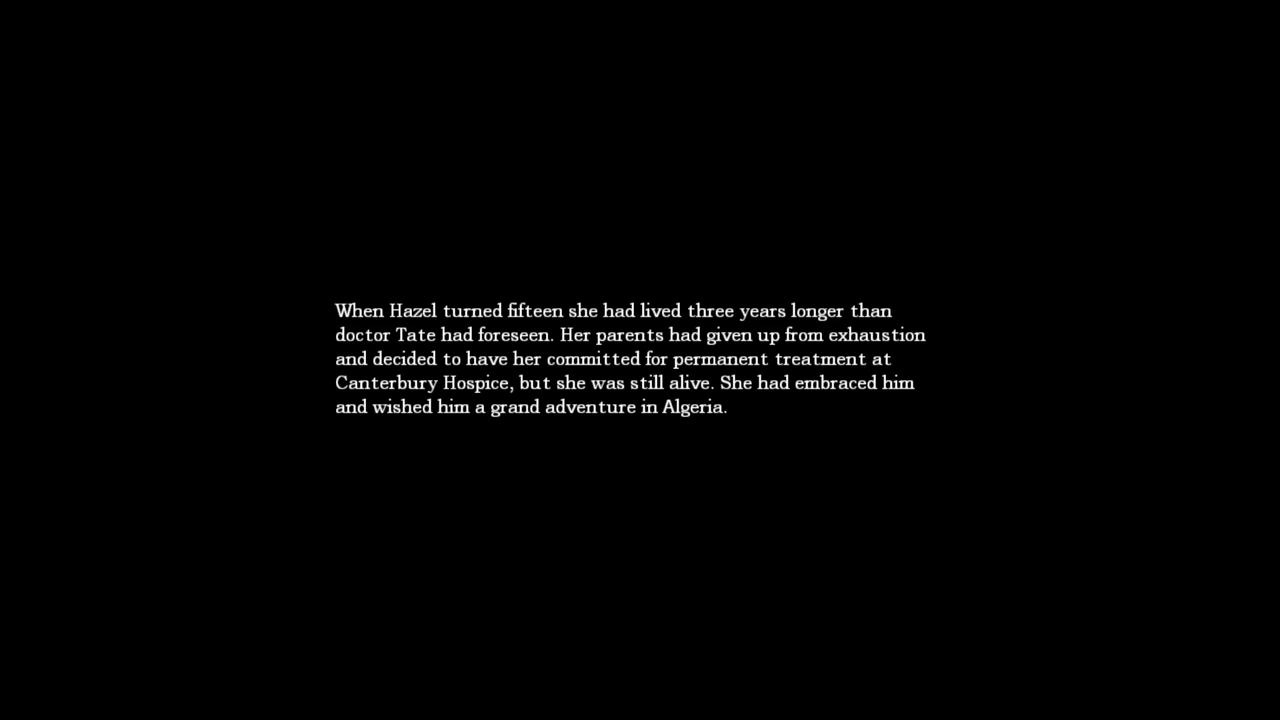 When Hazel turned fifteen she had lived three years longer than
doctor Tate had foreseen. Her parents had given up from exhaustion
and decided to have her committed for permanent treatment at
Canterbury Hospice, but she was still alive. She had embraced him
and wished him a grand adventure in Algeria.